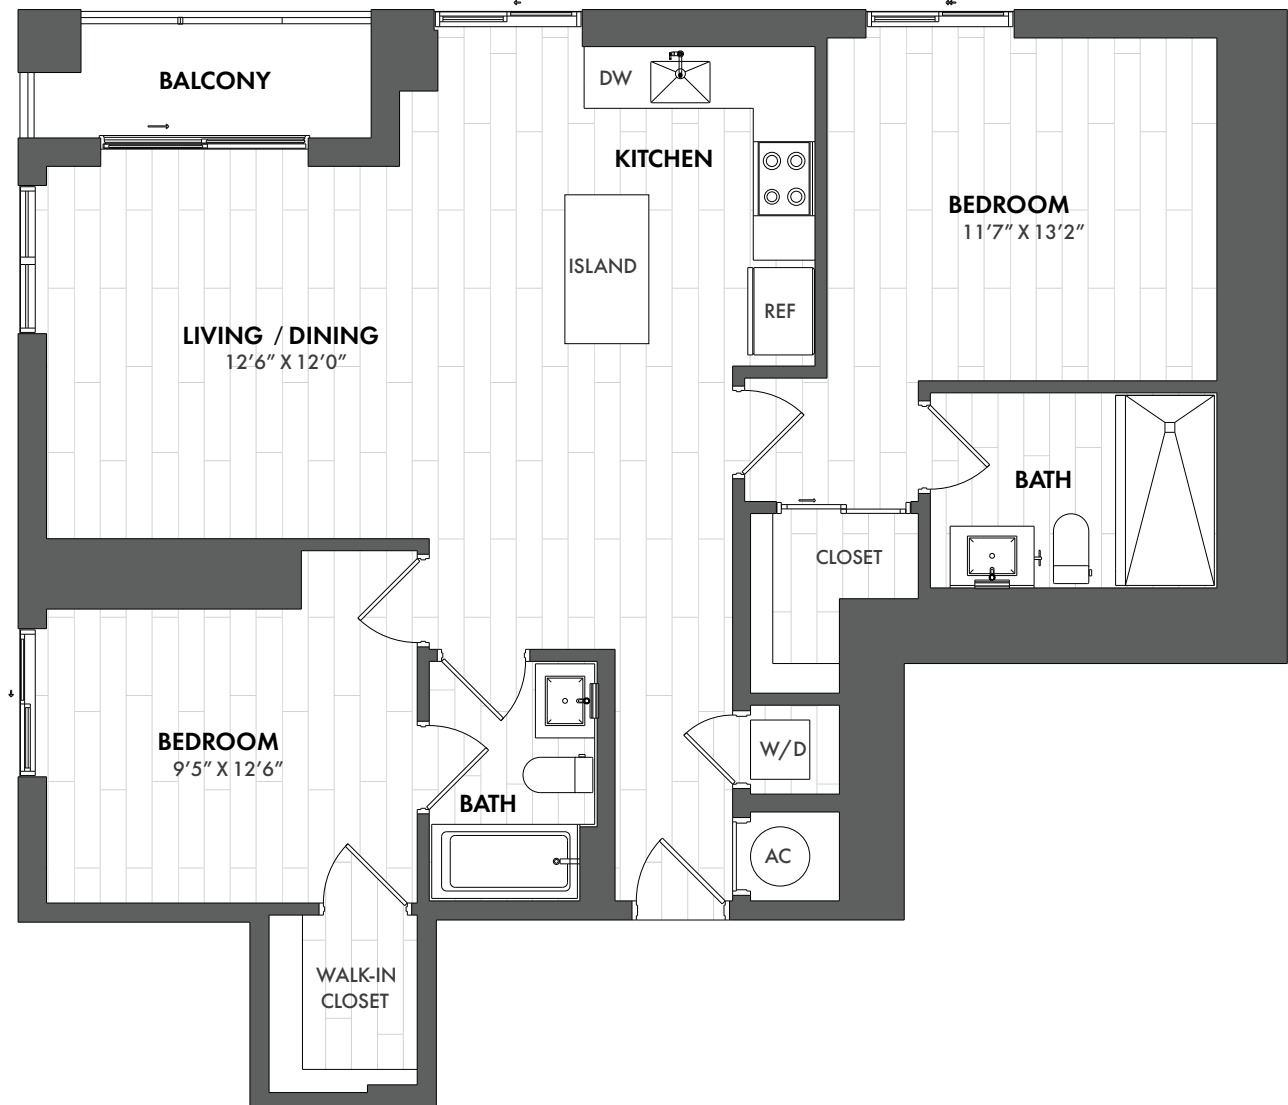 BALCONY
DW
KITCHEN
BEDROOM
11’7” X 13’2”
ISLAND
REF
LIVING / DINING
12’6” X 12’0”
BATH
CLOSET
BEDROOM
9’5” X 12’6”
W/D
BATH
AC
WALK-IN
CLOSET